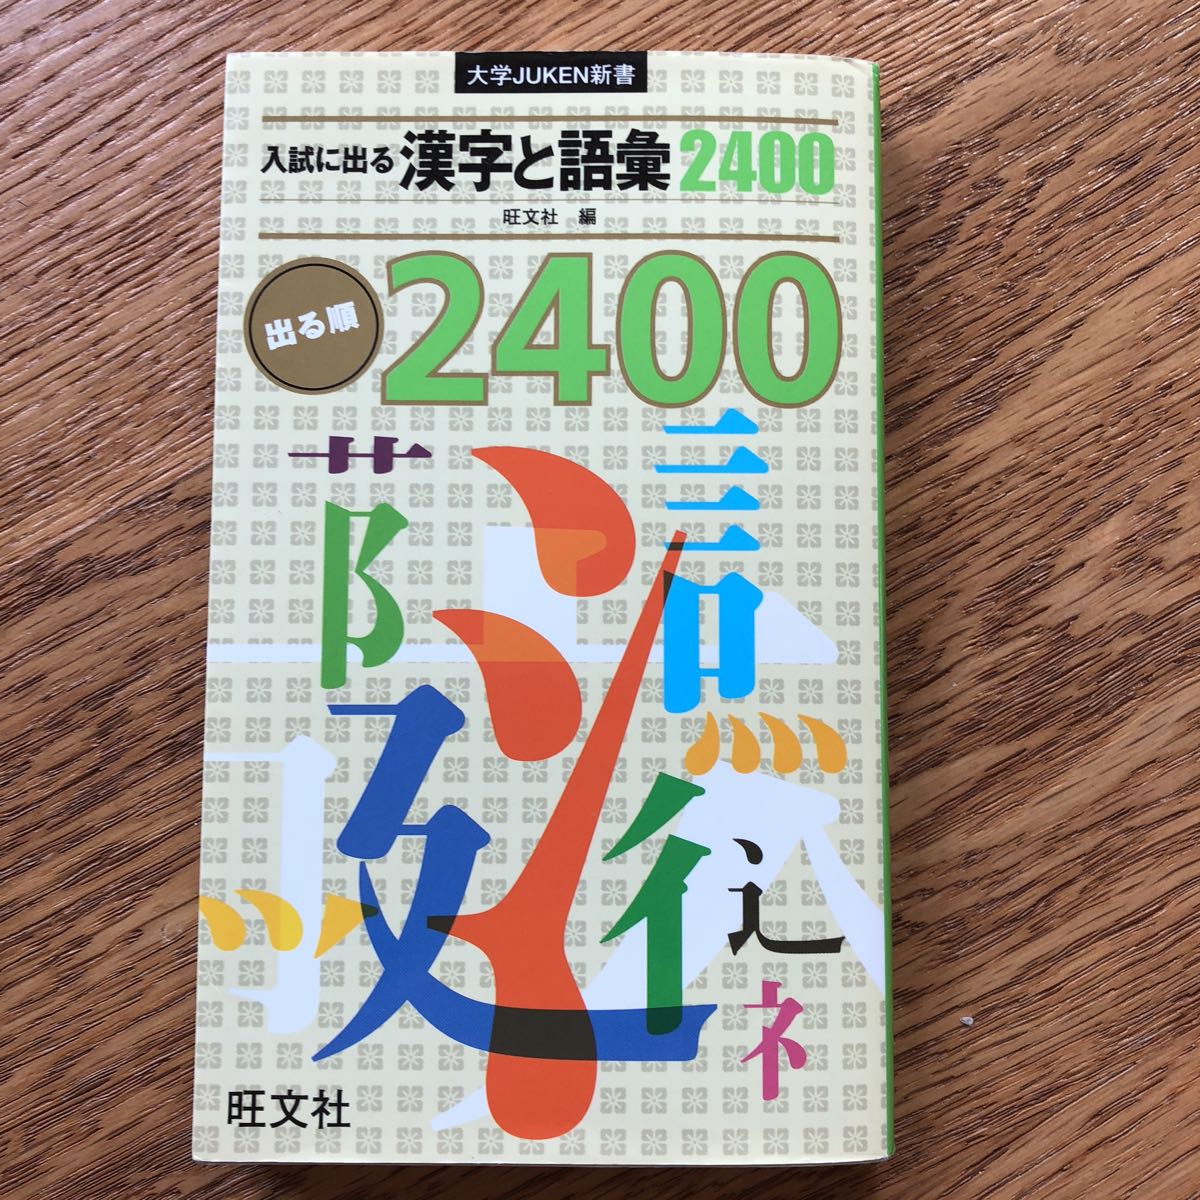 大学JUKEN新書
入試に出る 漢字と語彙2400
旺文社 編
出る順 2400
旺文社